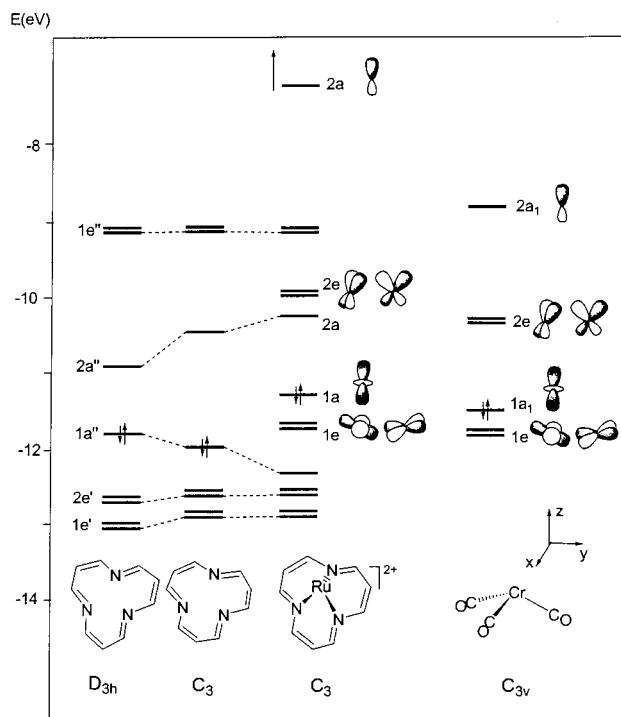 E(eV)
2a
-8
2a₁
1e"
2e
-10
2a
2e
2a"
1a
1a₁
1a"
1e
1e
-12
2e'
1e'
z
x
y
N
N
N
N
N
N
N
Ru
N
N
2+
Cr
OC
OC
CO
-14
D₃ₕ
C₃
C₃
C₃ᵥ